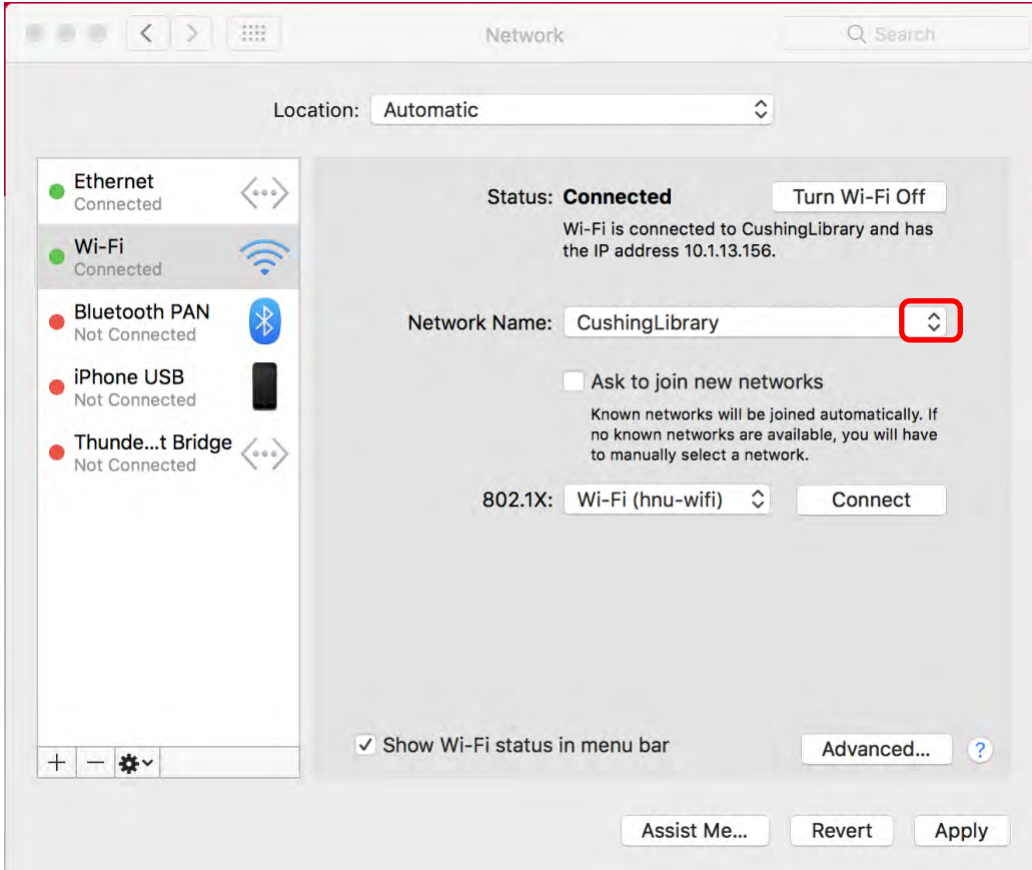 Network
Search
Location: Automatic
Ethernet
Connected
Wi-Fi
Connected
Bluetooth PAN
Not Connected
iPhone USB
Not Connected
Thunde...t Bridge
Not Connected
Status: Connected
Turn Wi-Fi Off
Wi-Fi is connected to CushingLibrary and has
the IP address 10.1.13.156.
Network Name: CushingLibrary
Ask to join new networks
Known networks will be joined automatically. If
no known networks are available, you will have
to manually select a network.
802.1X: Wi-Fi (hnu-wifi)
Connect
Show Wi-Fi status in menu bar
Advanced...
?
Assist Me...
Revert
Apply